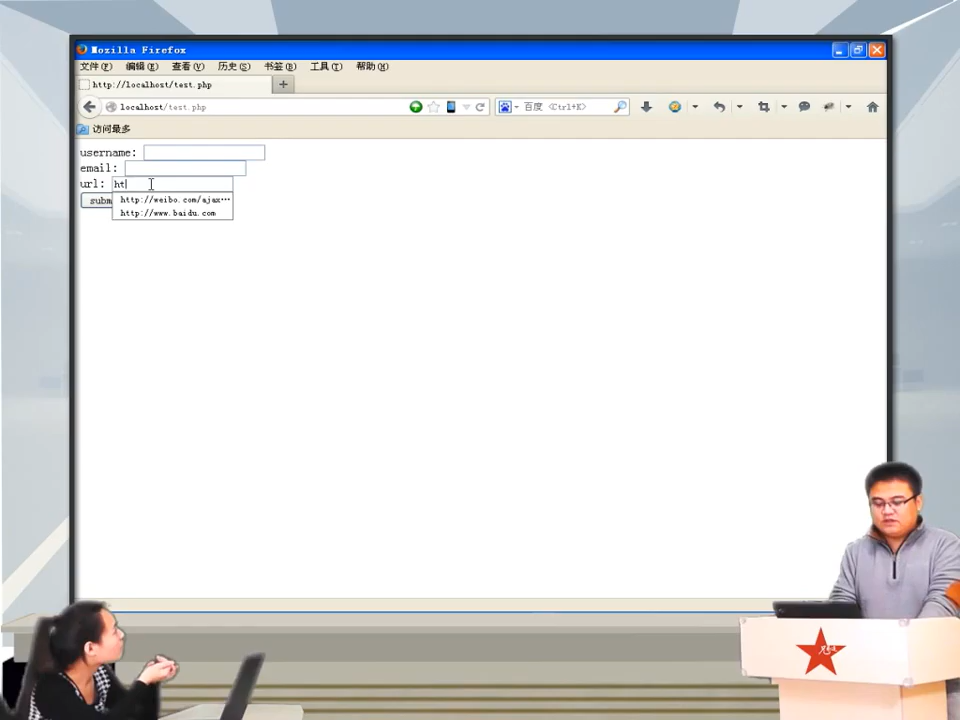 Mozilla Firefox
文件(F) 编辑(E) 查看(V) 历史(S) 书签(B) 工具(T) 帮助(H)
http://localhost/test.php
localhost/test.php
百度 <Ctrl+K>
访问最多
username:
email:
url: ht
subm
http://weibo.com/ajax…
http://www.baidu.com